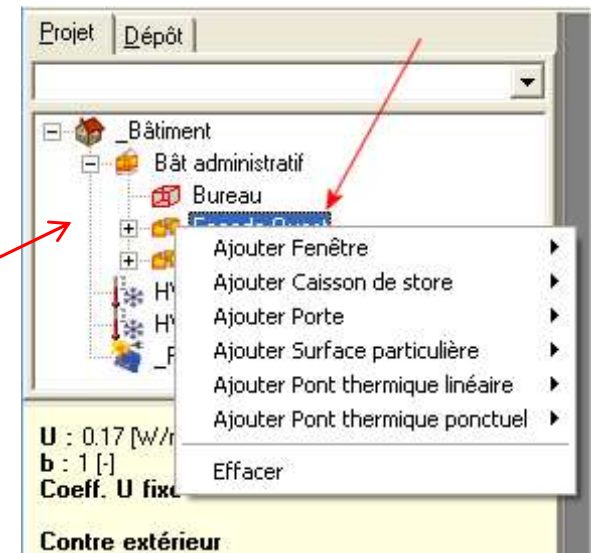 Projet Dépôt
_Bâtiment
Bât administratif
Bureau
Ajouter Fenêtre
Ajouter Caisson de store
Ajouter Porte
Ajouter Surface particulière
Ajouter Pont thermique linéaire
Ajouter Pont thermique ponctuel
Effacer
U : 0.17
b : 1 [-]
Coeff. U
Contre extérieur